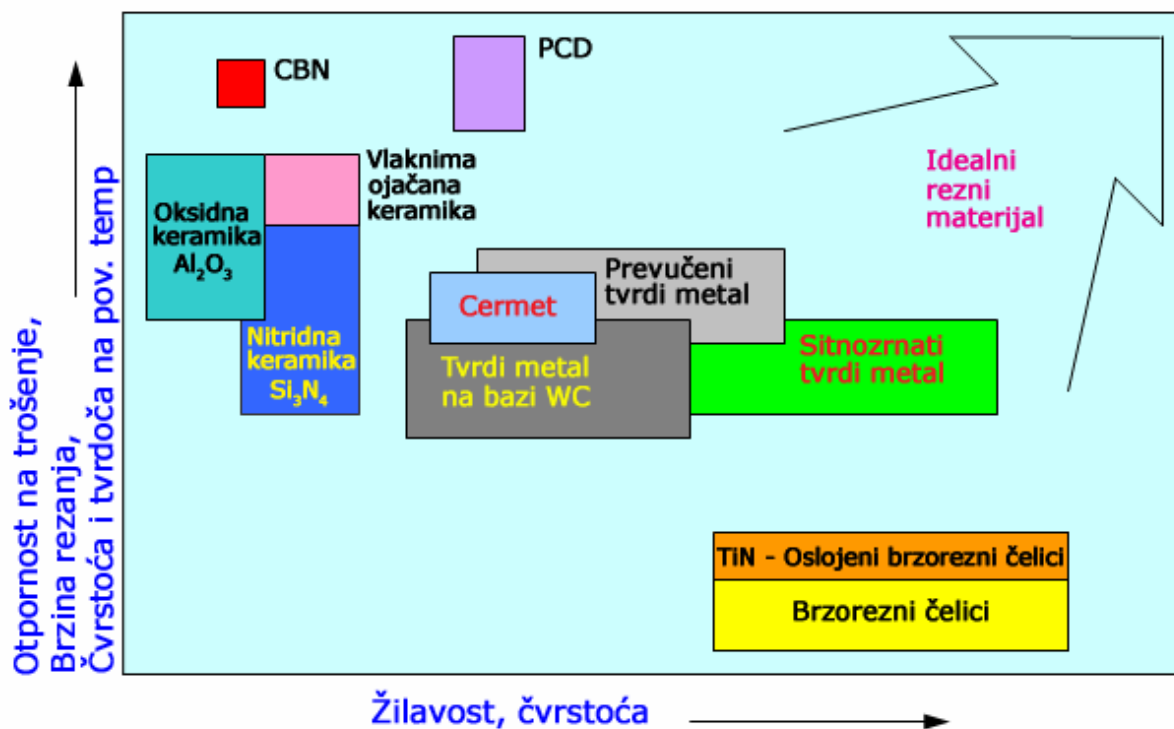 CBN
PCD
Vlaknima
ojačana
keramika
Idealni
rezni
materijal
Oksidna
keramika
Al₂O₃
Nitridna
keramika
Si₃N₄
Prevučeni
tvrdi metal
Cermet
Tvrdi metal
na bazi WC
Sitnozrnati
tvrdi metal
TiN - Oslojeni brzorezni čelici
Brzorezni čelici
Otpornost na trošenje,
Brzina rezanja,
Čvrstoća i tvrdoča na pov. temp
Žilavost, čvrstoća